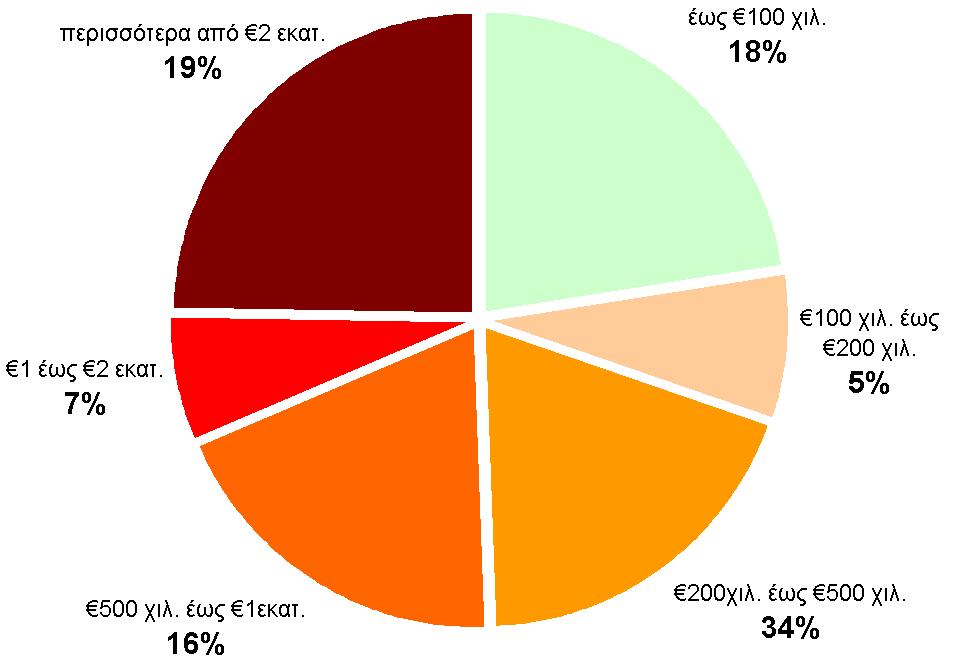 περισσότερα από €2 εκατ.
19%
έως €100 χιλ.
18%
€100 χιλ. έως
€200 χιλ.
5%
€1 έως €2 εκατ.
7%
€200χιλ. έως €500 χιλ.
34%
€500 χιλ. έως €1εκατ.
16%